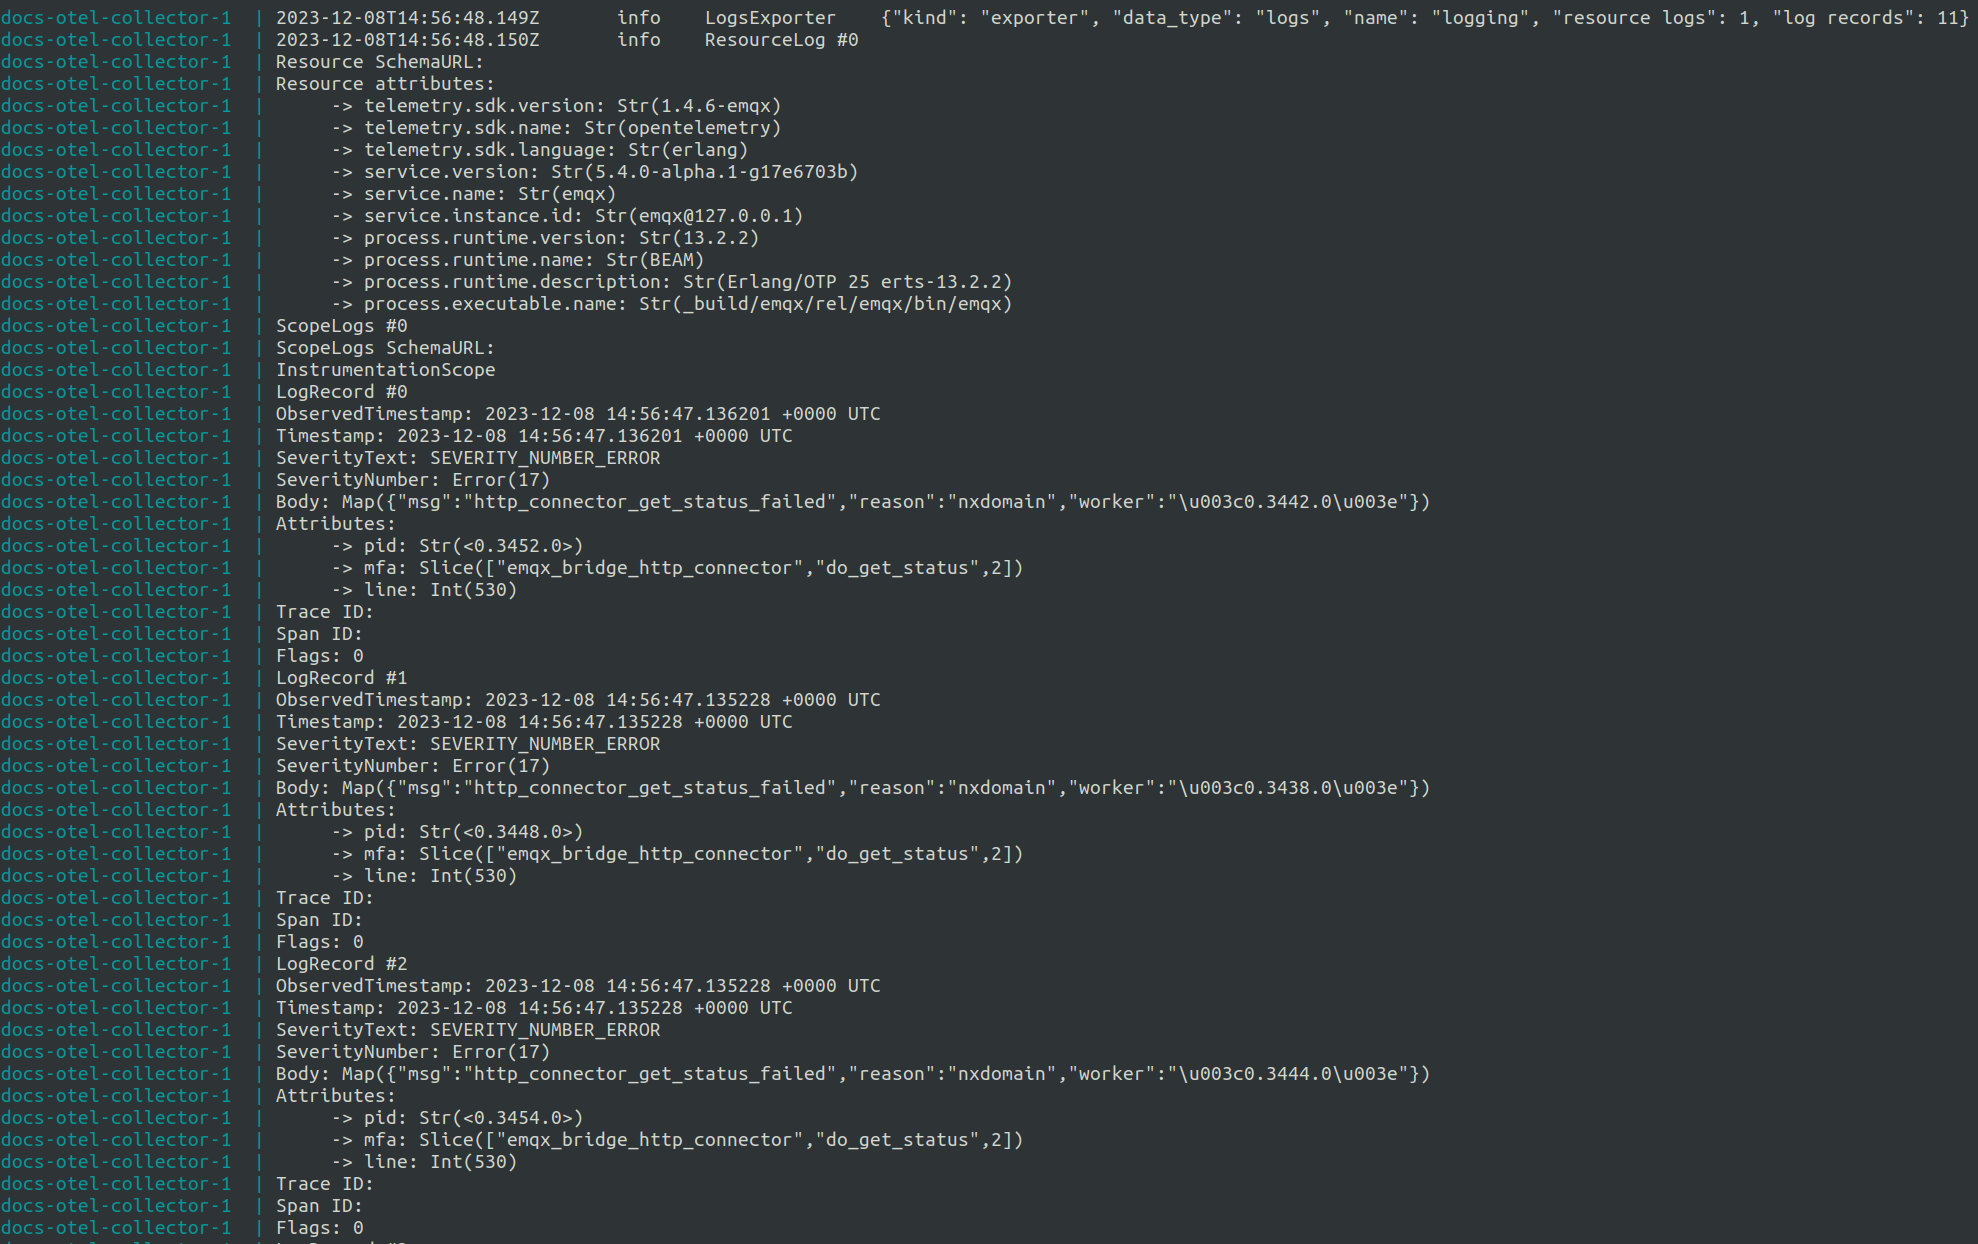 docs-otel-collector-1  | 2023-12-08T14:56:48.149Z       info    LogsExporter    {"kind": "exporter", "data_type": "logs", "name": "logging", "resource logs": 1, "log records": 11}
docs-otel-collector-1  | 2023-12-08T14:56:48.150Z       info    ResourceLog #0
docs-otel-collector-1  | Resource SchemaURL:
docs-otel-collector-1  | Resource attributes:
docs-otel-collector-1  |      -> telemetry.sdk.version: Str(1.4.6-emqx)
docs-otel-collector-1  |      -> telemetry.sdk.name: Str(opentelemetry)
docs-otel-collector-1  |      -> telemetry.sdk.language: Str(erlang)
docs-otel-collector-1  |      -> service.version: Str(5.4.0-alpha.1-g17e6703b)
docs-otel-collector-1  |      -> service.name: Str(emqx)
docs-otel-collector-1  |      -> service.instance.id: Str(emqx@127.0.0.1)
docs-otel-collector-1  |      -> process.runtime.version: Str(13.2.2)
docs-otel-collector-1  |      -> process.runtime.name: Str(BEAM)
docs-otel-collector-1  |      -> process.runtime.description: Str(Erlang/OTP 25 erts-13.2.2)
docs-otel-collector-1  |      -> process.executable.name: Str(_build/emqx/rel/emqx/bin/emqx)
docs-otel-collector-1  | ScopeLogs #0
docs-otel-collector-1  | ScopeLogs SchemaURL:
docs-otel-collector-1  | InstrumentationScope
docs-otel-collector-1  | LogRecord #0
docs-otel-collector-1  | ObservedTimestamp: 2023-12-08 14:56:47.136201 +0000 UTC
docs-otel-collector-1  | Timestamp: 2023-12-08 14:56:47.136201 +0000 UTC
docs-otel-collector-1  | SeverityText: SEVERITY_NUMBER_ERROR
docs-otel-collector-1  | SeverityNumber: Error(17)
docs-otel-collector-1  | Body: Map({"msg":"http_connector_get_status_failed","reason":"nxdomain","worker":"\u003c0.3442.0\u003e"})
docs-otel-collector-1  | Attributes:
docs-otel-collector-1  |      -> pid: Str(<0.3452.0>)
docs-otel-collector-1  |      -> mfa: Slice(["emqx_bridge_http_connector","do_get_status",2])
docs-otel-collector-1  |      -> line: Int(530)
docs-otel-collector-1  | Trace ID:
docs-otel-collector-1  | Span ID:
docs-otel-collector-1  | Flags: 0
docs-otel-collector-1  | LogRecord #1
docs-otel-collector-1  | ObservedTimestamp: 2023-12-08 14:56:47.135228 +0000 UTC
docs-otel-collector-1  | Timestamp: 2023-12-08 14:56:47.135228 +0000 UTC
docs-otel-collector-1  | SeverityText: SEVERITY_NUMBER_ERROR
docs-otel-collector-1  | SeverityNumber: Error(17)
docs-otel-collector-1  | Body: Map({"msg":"http_connector_get_status_failed","reason":"nxdomain","worker":"\u003c0.3438.0\u003e"})
docs-otel-collector-1  | Attributes:
docs-otel-collector-1  |      -> pid: Str(<0.3448.0>)
docs-otel-collector-1  |      -> mfa: Slice(["emqx_bridge_http_connector","do_get_status",2])
docs-otel-collector-1  |      -> line: Int(530)
docs-otel-collector-1  | Trace ID:
docs-otel-collector-1  | Span ID:
docs-otel-collector-1  | Flags: 0
docs-otel-collector-1  | LogRecord #2
docs-otel-collector-1  | ObservedTimestamp: 2023-12-08 14:56:47.135228 +0000 UTC
docs-otel-collector-1  | Timestamp: 2023-12-08 14:56:47.135228 +0000 UTC
docs-otel-collector-1  | SeverityText: SEVERITY_NUMBER_ERROR
docs-otel-collector-1  | SeverityNumber: Error(17)
docs-otel-collector-1  | Body: Map({"msg":"http_connector_get_status_failed","reason":"nxdomain","worker":"\u003c0.3444.0\u003e"})
docs-otel-collector-1  | Attributes:
docs-otel-collector-1  |      -> pid: Str(<0.3454.0>)
docs-otel-collector-1  |      -> mfa: Slice(["emqx_bridge_http_connector","do_get_status",2])
docs-otel-collector-1  |      -> line: Int(530)
docs-otel-collector-1  | Trace ID:
docs-otel-collector-1  | Span ID:
docs-otel-collector-1  | Flags: 0